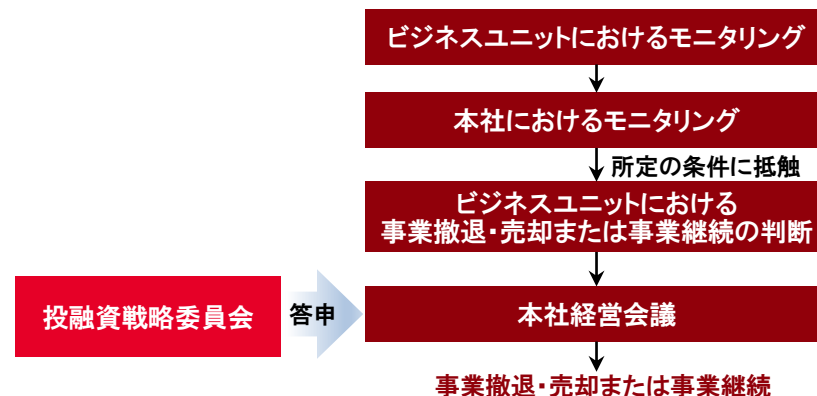 ビジネスユニットにおけるモニタリング
本社におけるモニタリング
所定の条件に抵触
ビジネスユニットにおける
事業撤退・売却または事業継続の判断
投融資戦略委員会
答申
本社経営会議
事業撤退・売却または事業継続